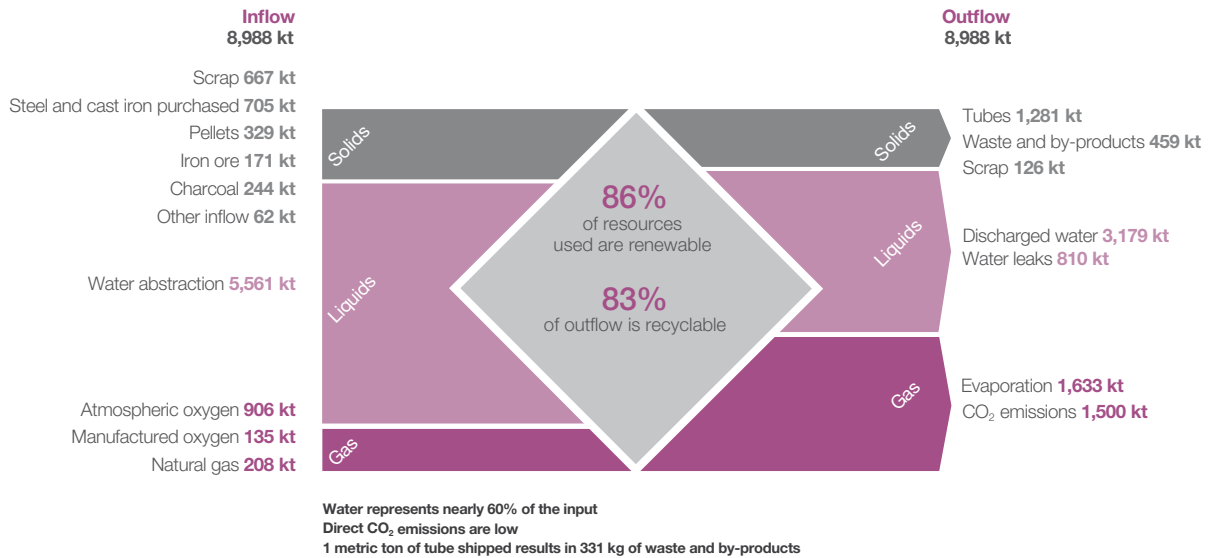 Inflow
8,988 kt
Scrap 667 kt
Steel and cast iron purchased 705 kt
Pellets 329 kt
Iron ore 171 kt
Charcoal 244 kt
Other inflow 62 kt
Water abstraction 5,561 kt
Atmospheric oxygen 906 kt
Manufactured oxygen 135 kt
Natural gas 208 kt
Solids
Liquids
Gas
86%
of resources
used are renewable
83%
of outflow is recyclable
Solids
Liquids
Gas
Outflow
8,988 kt
Tubes 1,281 kt
Waste and by-products 459 kt
Scrap 126 kt
Discharged water 3,179 kt
Water leaks 810 kt
Evaporation 1,633 kt
CO₂ emissions 1,500 kt
Water represents nearly 60% of the input
Direct CO₂ emissions are low
1 metric ton of tube shipped results in 331 kg of waste and by-products